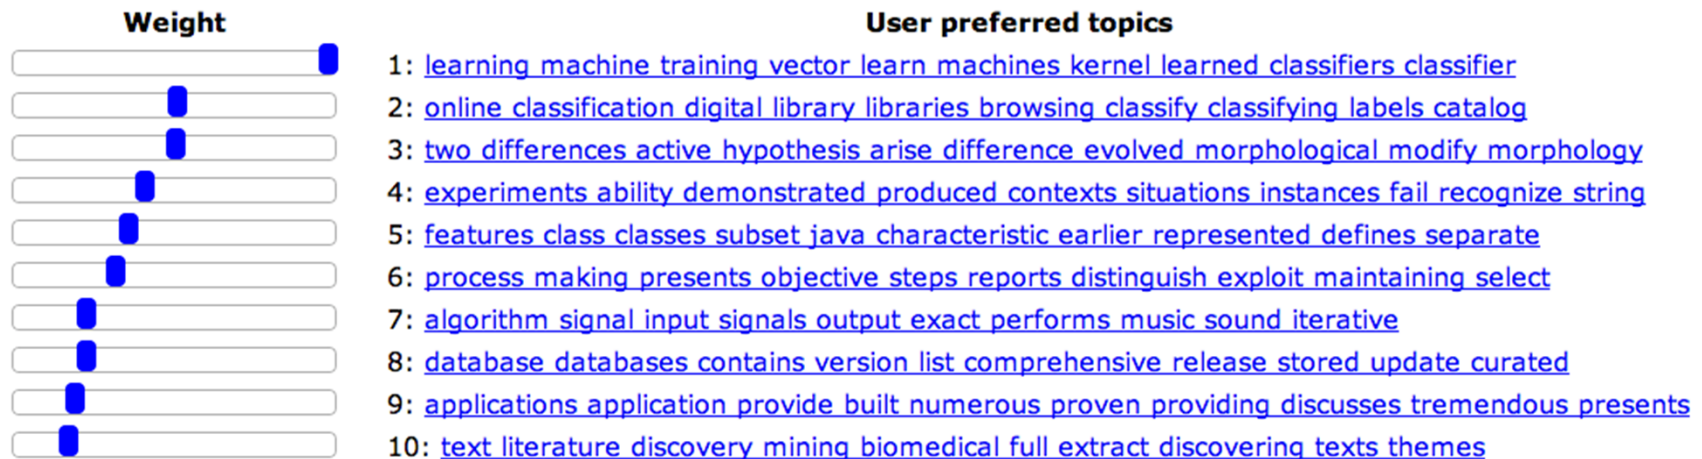 Weight User preferred topics
1: learning machine training vector learn machines kernel learned classifiers classifier
2: online classification digital library libraries browsing classify classifying labels catalog
3: two differences active hypothesis arise difference evolved morphological modify morphology
4: experiments ability demonstrated produced contexts situations instances fail recognize string
5: features class classes subset java characteristic earlier represented defines separate
6: process making presents objective steps reports distinguish exploit maintaining select
7: algorithm signal input signals output exact performs music sound iterative
8: database databases contains version list comprehensive release stored update curated
9: applications application provide built numerous proven providing discusses tremendous presents
10: text literature discovery mining biomedical full extract discovering texts themes